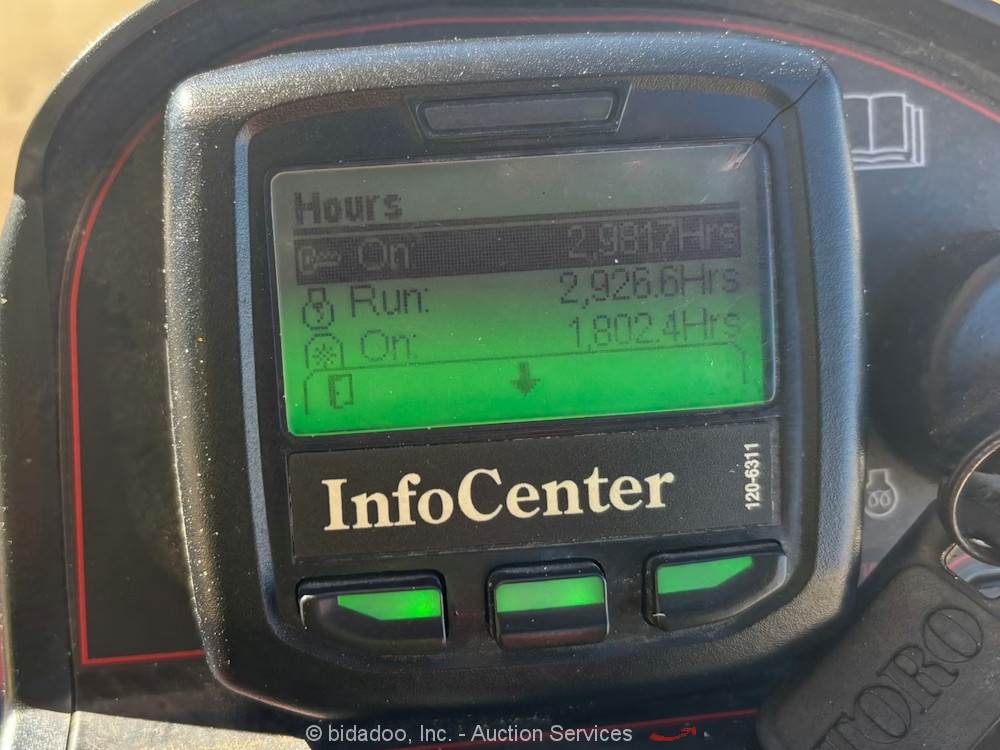 Hours
On 2,981.7Hrs
Run: 2,926.6Hrs
On: 1,802.4Hrs
InfoCenter
120-6311
TORO
© bidadoo, Inc. - Auction Services